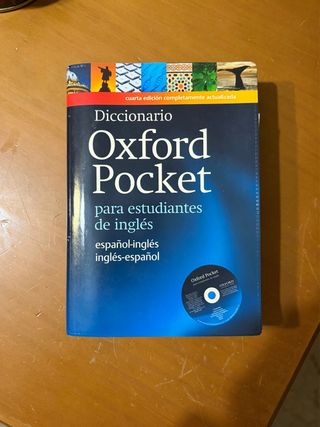 cuarta edición completamente actualizada
Diccionario
Oxford
Pocket
para estudiantes
de inglés
español-inglés
inglés-español
Oxford Pocket